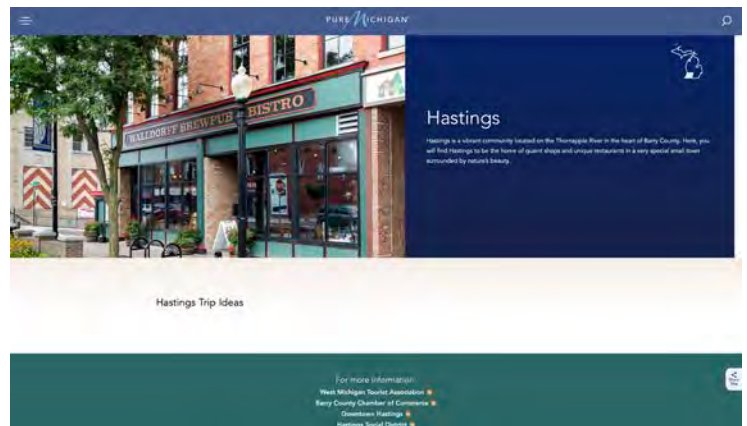 PURE MICHIGAN
WALLDORFF BREWPUB & BISTRO
Hastings
Hastings is a vibrant community located on the Thornapple River in the heart of Barry County. Here, you
will find Hastings to be the home of quaint shops and unique restaurants in a very special small town
surrounded by nature's beauty.
Hastings Trip Ideas
For more information:
West Michigan Tourist Association
Barry County Chamber of Commerce
Downtown Hastings
Hastings Social District